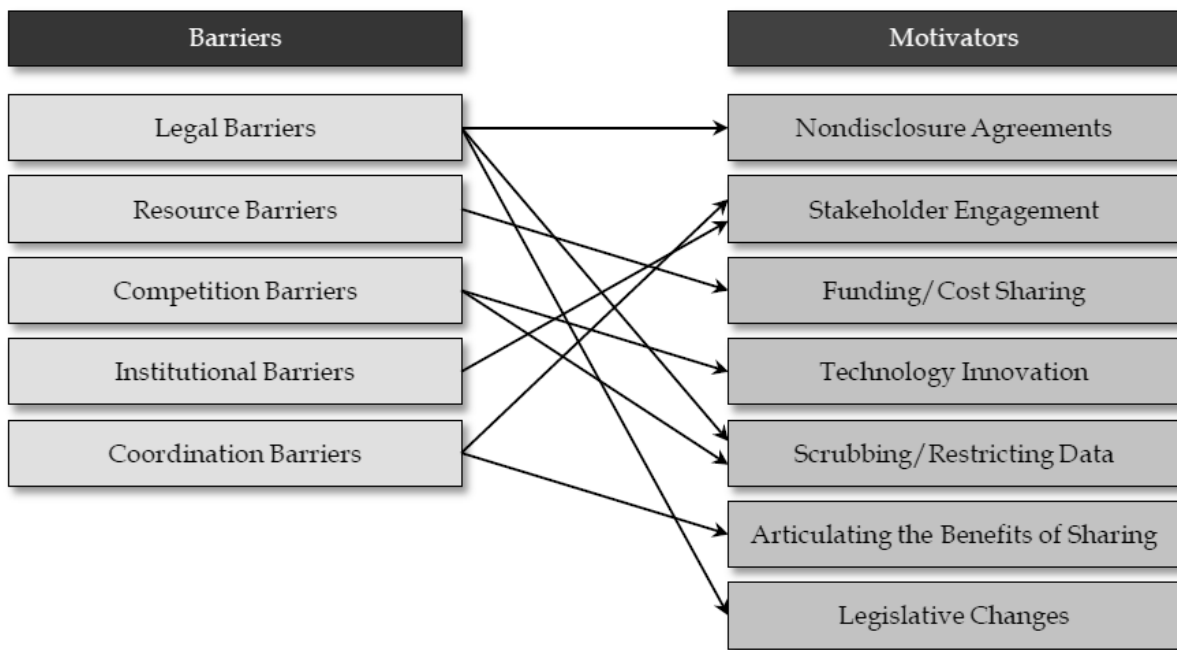 Barriers
Motivators
Legal Barriers
Nondisclosure Agreements
Resource Barriers
Stakeholder Engagement
Competition Barriers
Funding/Cost Sharing
Institutional Barriers
Technology Innovation
Coordination Barriers
Scrubbing/Restricting Data
Articulating the Benefits of Sharing
Legislative Changes